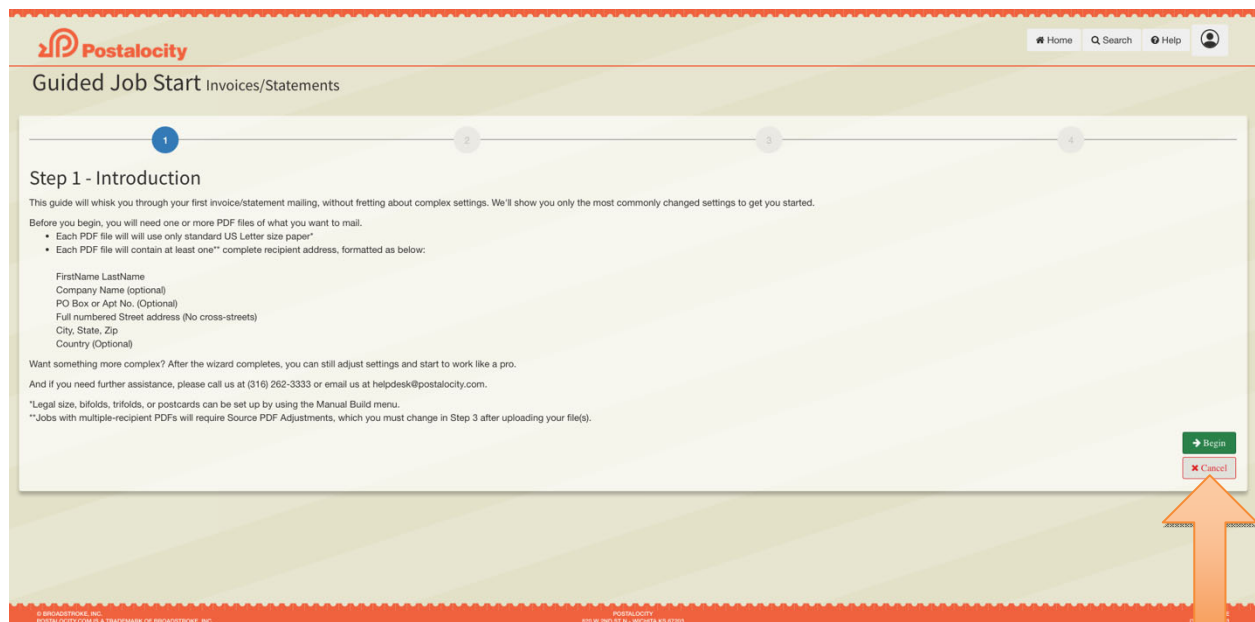 Postalocity
Home
Search
Help
Guided Job Start Invoices/Statements
1
2
3
4
Step 1 - Introduction
This guide will whisk you through your first invoice/statement mailing, without fretting about complex settings. We'll show you only the most commonly changed settings to get you started.
Before you begin, you will need one or more PDF files of what you want to mail.
• Each PDF file will will use only standard US Letter size paper*
• Each PDF file will contain at least one** complete recipient address, formatted as below:
FirstName LastName
Company Name (optional)
PO Box or Apt No. (Optional)
Full numbered Street address (No cross-streets)
City, State, Zip
Country (Optional)
Want something more complex? After the wizard completes, you can still adjust settings and start to work like a pro.
And if you need further assistance, please call us at (316) 262-3333 or email us at helpdesk@postalocity.com.
*Legal size, bifolds, trifolds, or postcards can be set up by using the Manual Build menu.
**Jobs with multiple-recipient PDFs will require Source PDF Adjustments, which you must change in Step 3 after uploading your file(s).
Begin
Cancel
© BROADSTROKE, INC.
POSTALOCITY
POSTALOCITY.COM IS A TRADEMARK OF BROADSTROKE, INC.